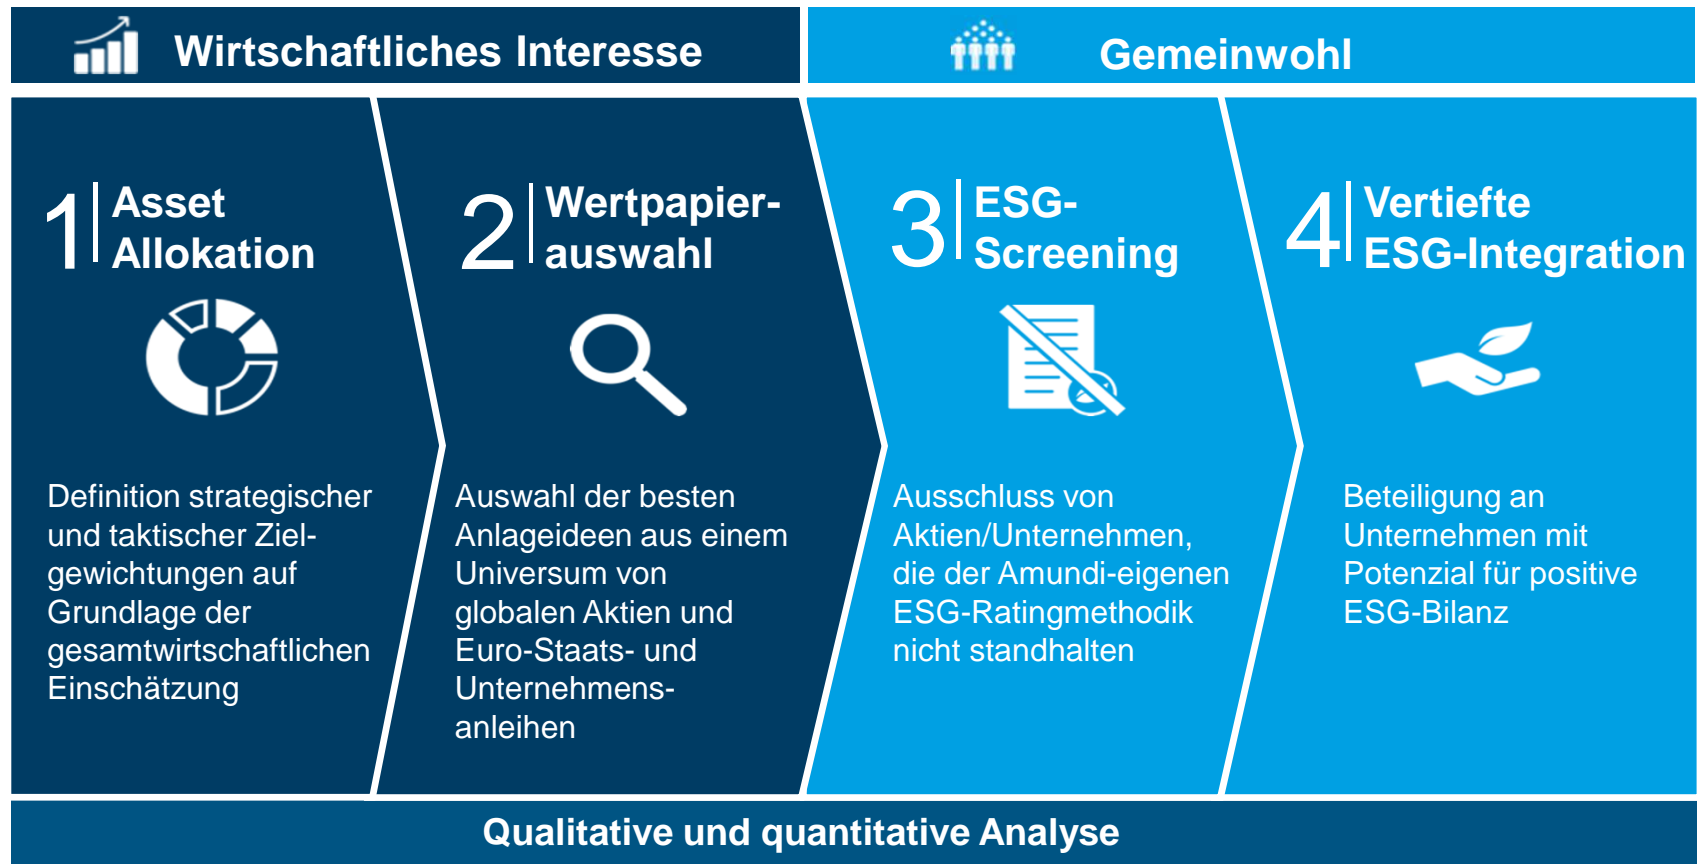 Wirtschaftliches Interesse
Gemeinwohl
1 Asset
Allokation
Definition strategischer
und taktischer Ziel-
gewichtungen auf
Grundlage der
gesamtwirtschaftlichen
Einschätzung
2 Wertpapier-
auswahl
Auswahl der besten
Anlageideen aus einem
Universum von
globalen Aktien und
Euro-Staats- und
Unternehmens-
anleihen
3 ESG-
Screening
Ausschluss von
Aktien/Unternehmen,
die der Amundi-eigenen
ESG-Ratingmethodik
nicht standhalten
4 Vertiefte
ESG-Integration
Beteiligung an
Unternehmen mit
Potenzial für positive
ESG-Bilanz
Qualitative und quantitative Analyse